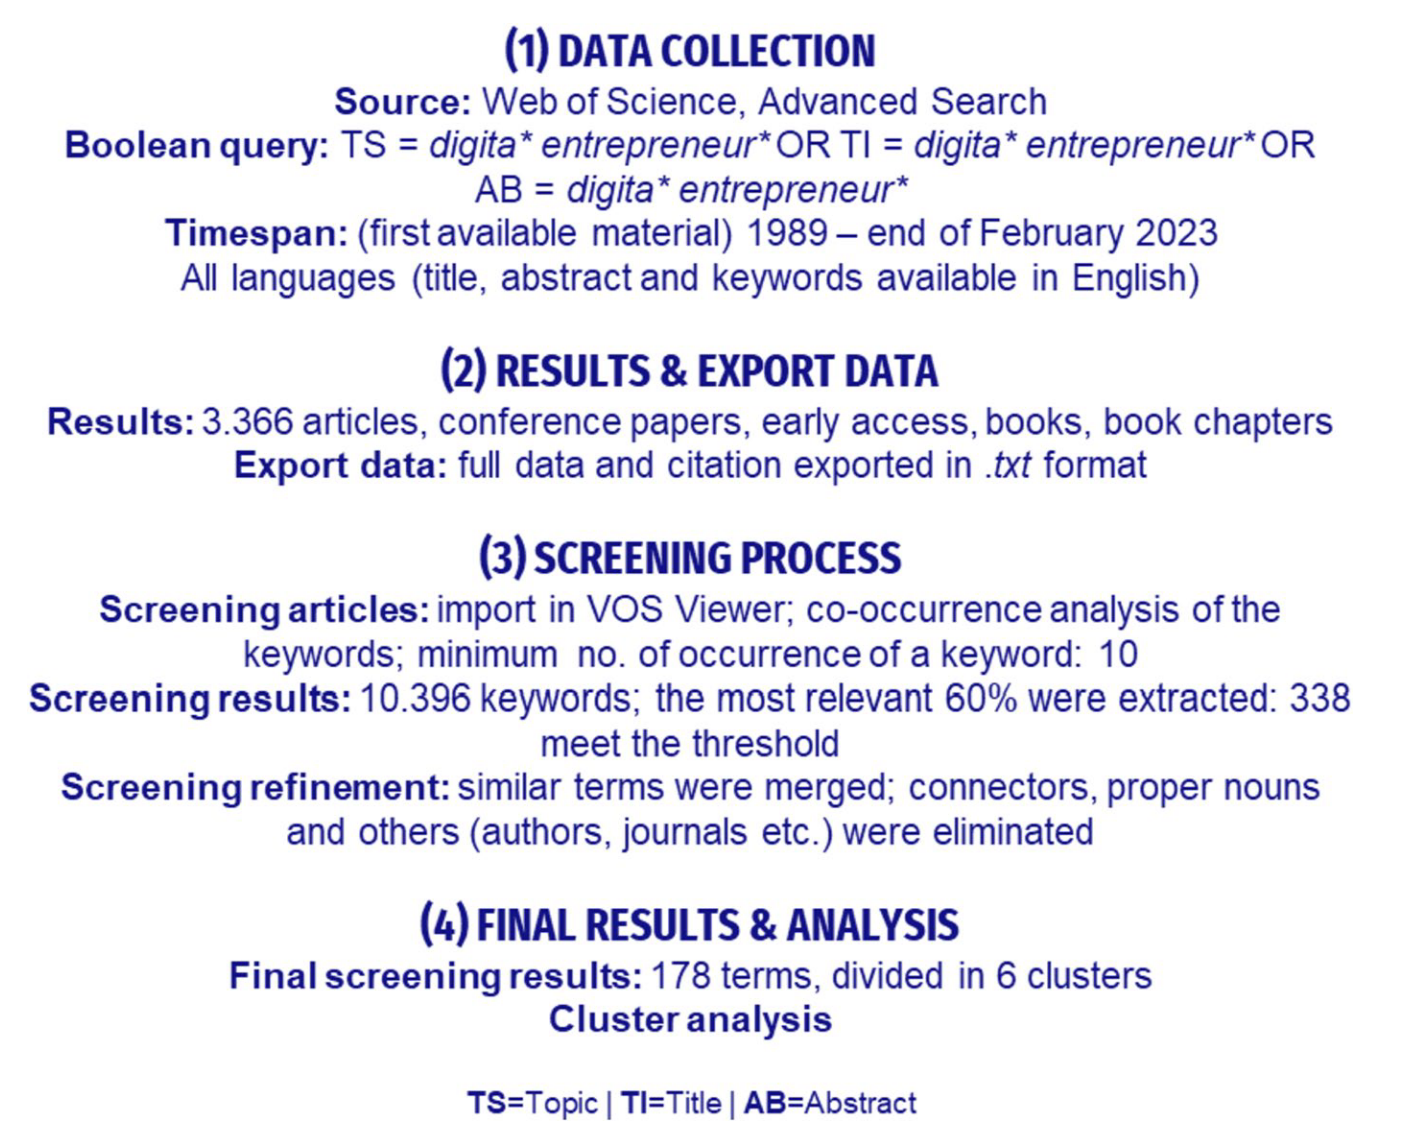 (1) DATA COLLECTION
Source: Web of Science, Advanced Search
Boolean query: TS = digita* entrepreneur* OR TI = digita* entrepreneur* OR
AB = digita* entrepreneur*
Timespan: (first available material) 1989 – end of February 2023
All languages (title, abstract and keywords available in English)
(2) RESULTS & EXPORT DATA
Results: 3.366 articles, conference papers, early access, books, book chapters
Export data: full data and citation exported in .txt format
(3) SCREENING PROCESS
Screening articles: import in VOS Viewer; co-occurrence analysis of the
keywords; minimum no. of occurrence of a keyword: 10
Screening results: 10.396 keywords; the most relevant 60% were extracted: 338
meet the threshold
Screening refinement: similar terms were merged; connectors, proper nouns
and others (authors, journals etc.) were eliminated
(4) FINAL RESULTS & ANALYSIS
Final screening results: 178 terms, divided in 6 clusters
Cluster analysis
TS=Topic | TI=Title | AB=Abstract